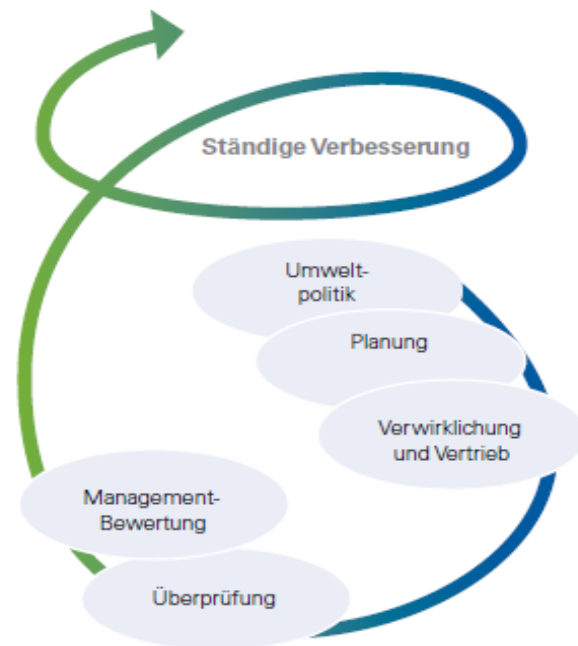 Ständige Verbesserung
Umwelt-
politik
Planung
Verwirklichung
und Vertrieb
Management-
Bewertung
Überprüfung